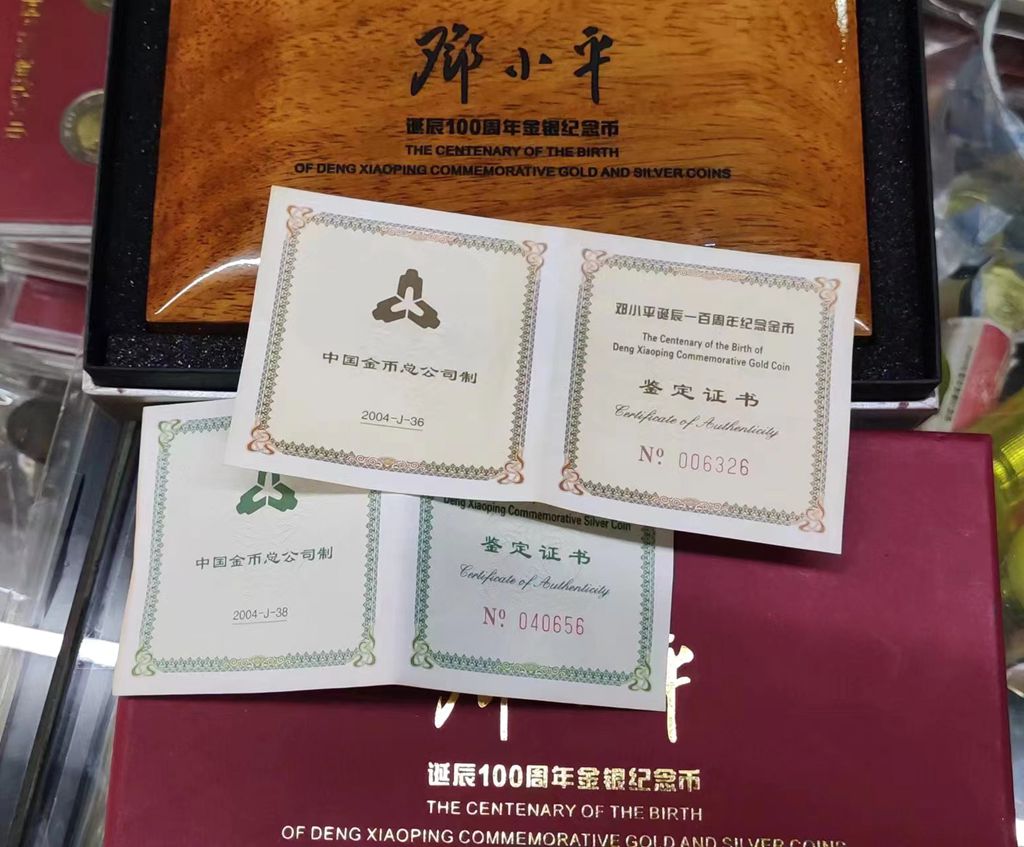 邓小平
诞辰100周年金银纪念币
THE CENTENARY OF THE BIRTH
OF DENG XIAOPING COMMEMORATIVE GOLD AND SILVER COINS
中国金币总公司制
2004-J-36
邓小平诞辰一百周年纪念金币
The Centenary of the Birth of
Deng Xiaoping Commemorative Gold Coin
鉴定证书
Certificate of Authenticity
Nº 006326
中国金币总公司制
2004-J-38
Deng Xiaoping Commemorative Silver Coin
鉴定证书
Certificate of Authenticity
Nº 040656
诞辰100周年金银纪念币
THE CENTENARY OF THE BIRTH
OF DENG XIAOPING COMMEMORATIVE GOLD AND SILVER COINS